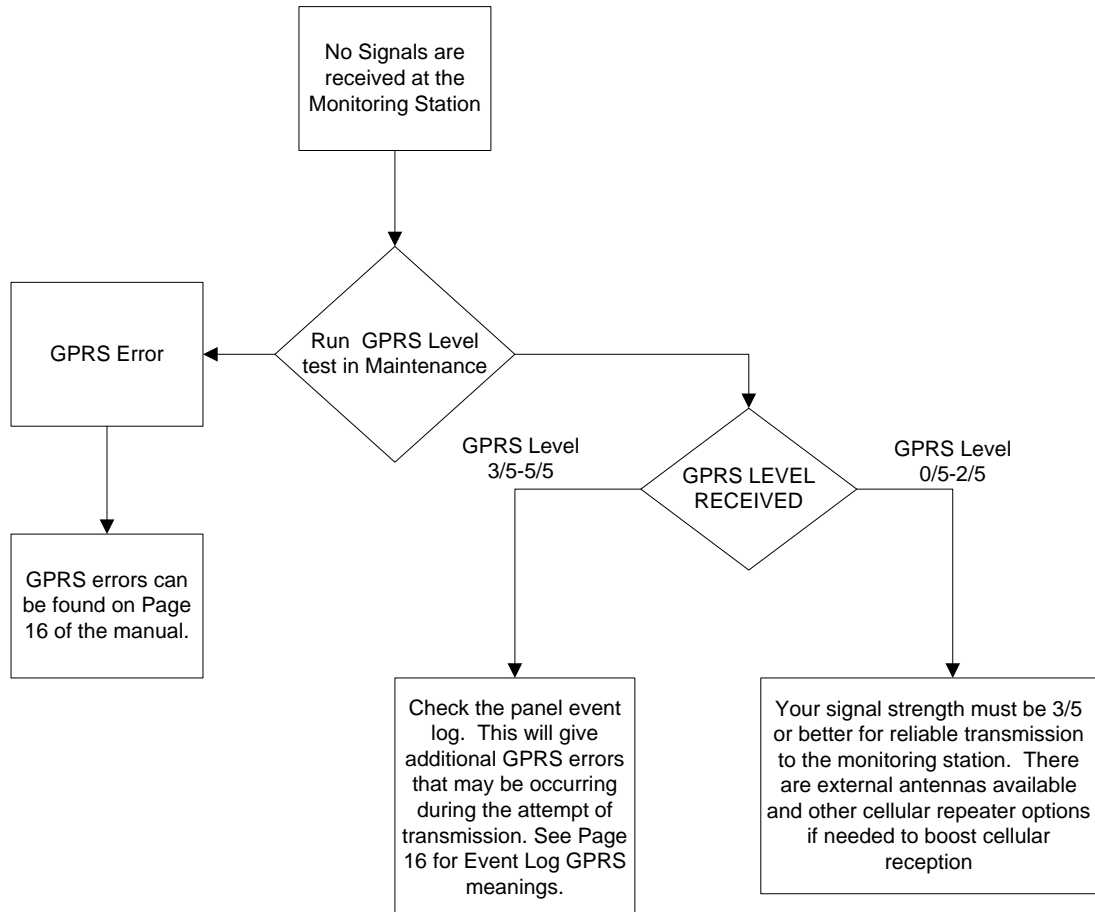 No Signals are
received at the
Monitoring Station
GPRS Error
Run GPRS Level
test in Maintenance
GPRS Level
3/5-5/5
GPRS LEVEL
RECEIVED
GPRS Level
0/5-2/5
GPRS errors can
be found on Page
16 of the manual.
Check the panel event
log. This will give
additional GPRS errors
that may be occurring
during the attempt of
transmission. See Page
16 for Event Log GPRS
meanings.
Your signal strength must be 3/5
or better for reliable transmission
to the monitoring station. There
are external antennas available
and other cellular repeater options
if needed to boost cellular
reception